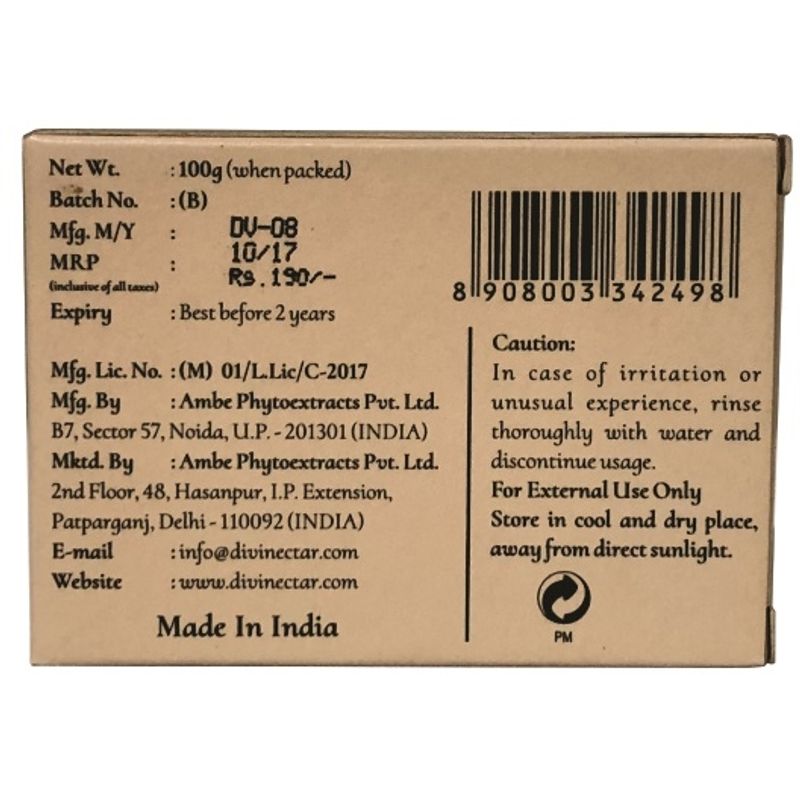 Net Wt. : 100g (when packed)
Batch No. : (B)
DV-08
Mfg. M/Y : 10/17
MRP : Rs.190/-
(inclusive of all taxes)
Expiry : Best before 2 years
Mfg. Lic. No. : (M) 01/L.Lic/C-2017
Mfg. By : Ambe Phytoextracts Pvt. Ltd.
B7, Sector 57, Noida, U.P. - 201301 (INDIA)
Mktd. By : Ambe Phytoextracts Pvt. Ltd.
2nd Floor, 48, Hasanpur, I.P. Extension,
Patparganj, Delhi - 110092 (INDIA)
E-mail : info@divinectar.com
Website : www.divinectar.com
Made In India
8 908003 342498
Caution:
In case of irritation or
unusual experience, rinse
thoroughly with water and
discontinue usage.
For External Use Only
Store in cool and dry place,
away from direct sunlight.
PM